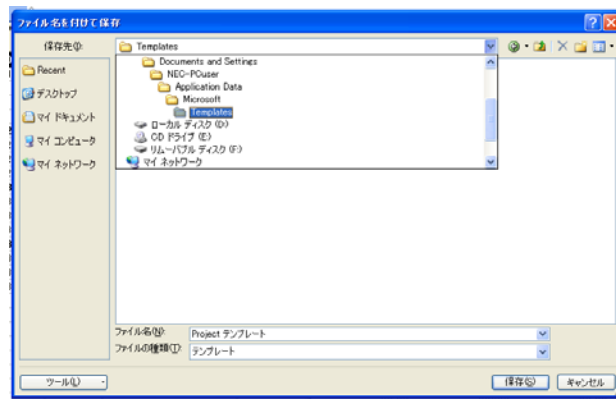 ファイル名を付けて保存
保存先(I):
Templates
Recent
デスクトップ
マイ ドキュメント
マイ コンピュータ
マイ ネットワーク
Documents and Settings
NEC-PCuser
Application Data
Microsoft
Templates
ローカル ディスク (D:)
CD ドライブ (E:)
リムーバブル ディスク (F:)
マイ ネットワーク
ファイル名(N):
Project テンプレート
ファイルの種類(T):
テンプレート
ツール(L)
保存(S)
キャンセル